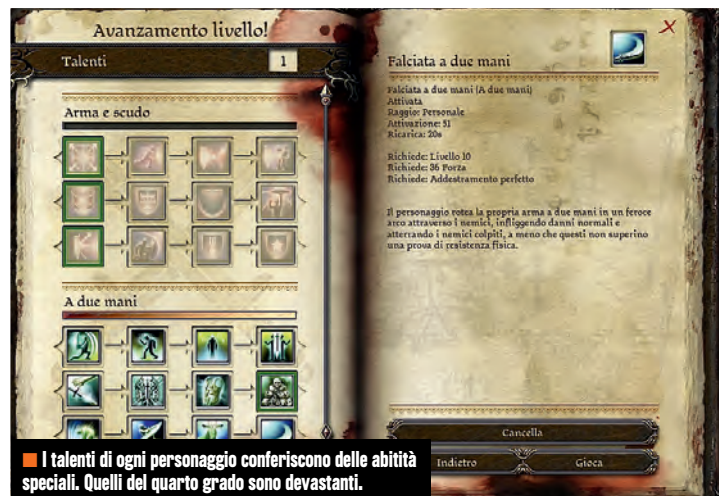 Avanzamento livello!
Talenti
1
Arma e scudo
A due mani
Falciata a due mani
Falciata a due mani (A due mani)
Attivata
Raggio: Personale
Attivazione: 51
Ricarica: 20s
Richiede: Livello 10
Richiede: 36 Forza
Richiede: Addestramento perfetto
Il personaggio rotea la propria arma a due mani in un feroce
arco attraverso i nemici, infliggendo danni normali e
atterrando i nemici colpiti, a meno che questi non superino
una prova di resistenza fisica.
Cancella
Indietro
Gioca
I talenti di ogni personaggio conferiscono delle abitità
speciali. Quelli del quarto grado sono devastanti.